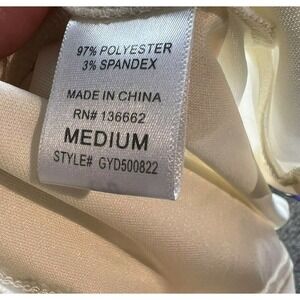 97% POLYESTER
3% SPANDEX
MADE IN CHINA
RN# 136662
MEDIUM
STYLE# GYD500822